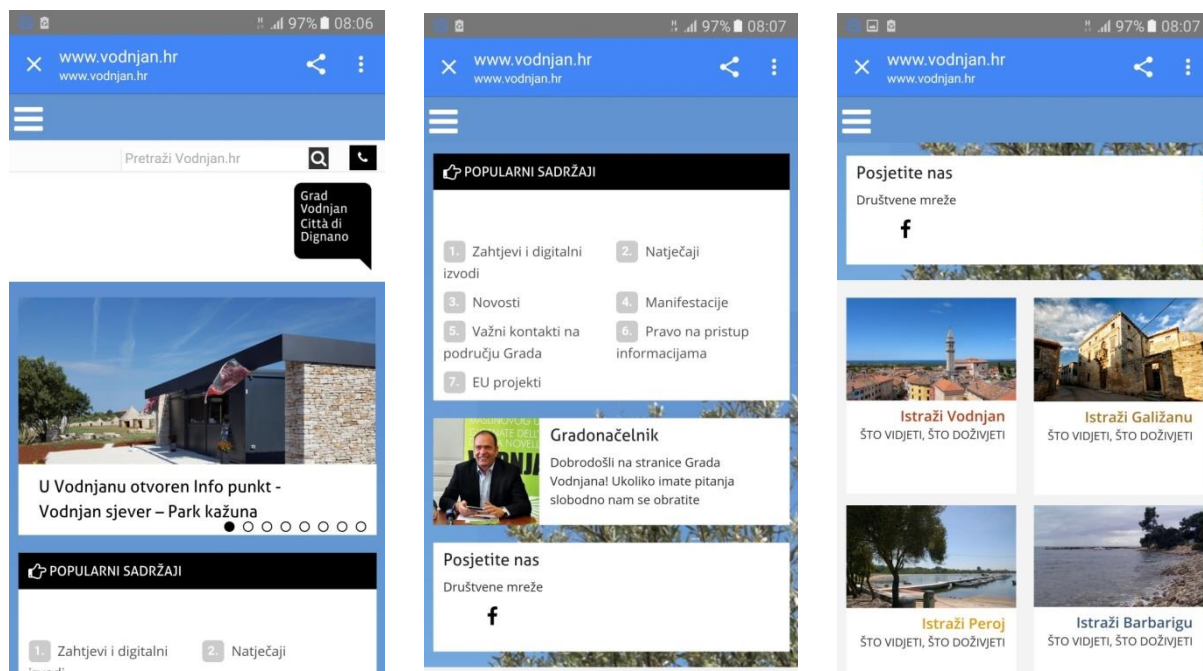 97% 08:06
www.vodnjan.hr
www.vodnjan.hr
Pretraži Vodnjan.hr
Grad
Vodnjan
Città di
Dignano
U Vodnjanu otvoren Info punkt -
Vodnjan sjever – Park kažuna
POPULARNI SADRŽAJI
1. Zahtjevi i digitalni
2. Natječaji
97% 08:07
www.vodnjan.hr
www.vodnjan.hr
POPULARNI SADRŽAJI
1. Zahtjevi i digitalni
izvodi
2. Natječaji
3. Novosti
4. Manifestacije
5. Važni kontakti na
području Grada
6. Pravo na pristup
informacijama
7. EU projekti
Gradonačelnik
Dobrodošli na stranice Grada
Vodnjana! Ukoliko imate pitanja
slobodno nam se obratite
Posjetite nas
Društvene mreže
97% 08:07
www.vodnjan.hr
www.vodnjan.hr
Posjetite nas
Društvene mreže
Istraži Vodnjan
ŠTO VIDJETI, ŠTO DOŽIVJETI
Istraži Galižanu
ŠTO VIDJETI, ŠTO DOŽIVJETI
Istraži Peroj
ŠTO VIDJETI, ŠTO DOŽIVJETI
Istraži Barbarigu
ŠTO VIDJETI, ŠTO DOŽIVJETI